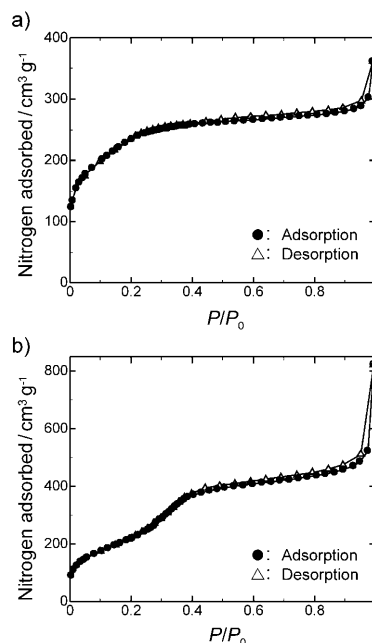 a)
400
300
200
100
0
Nitrogen adsorbed / cm³ g⁻¹
●: Adsorption
△: Desorption
0 0.2 0.4 0.6 0.8
P/P₀
b)
800
600
400
200
0
Nitrogen adsorbed / cm³ g⁻¹
●: Adsorption
△: Desorption
0 0.2 0.4 0.6 0.8
P/P₀